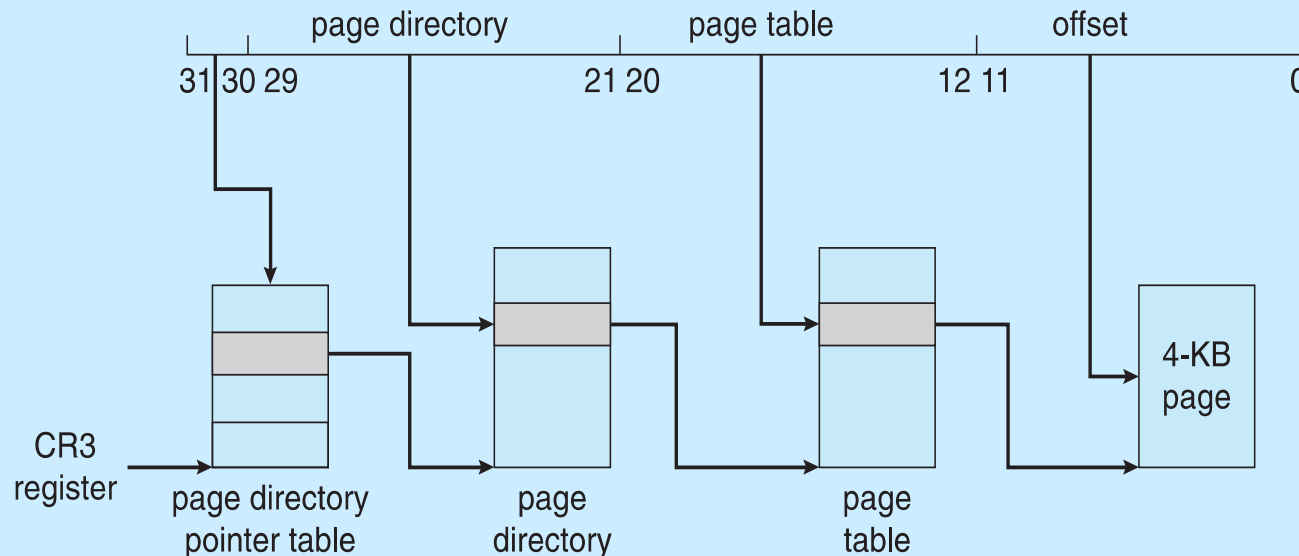 page directory page table offset
31 30 29 21 20 12 11 0
4-KB
page
CR3
register
page directory
pointer table
page
directory
page
table